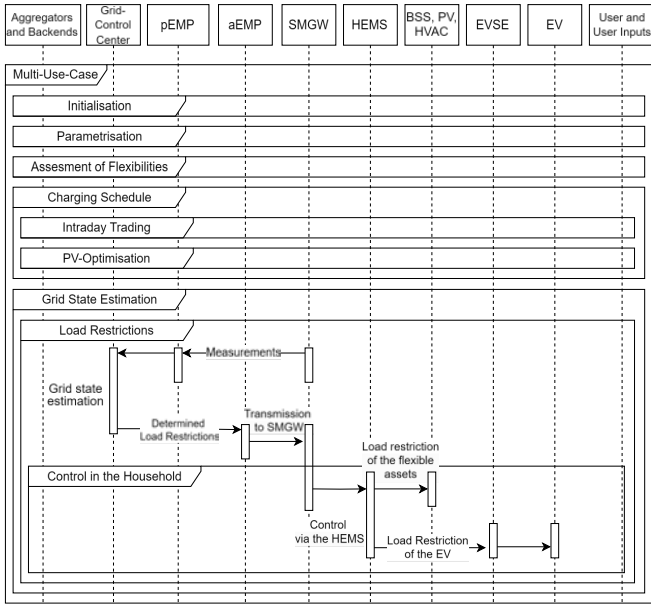 Aggregators
and Backends
Grid-
Control
Center
pEMP
aEMP
SMGW
HEMS
BSS, PV,
HVAC
EVSE
EV
User and
User Inputs
Multi-Use-Case
Initialisation
Parametrisation
Assesment of Flexibilities
Charging Schedule
Intraday Trading
PV-Optimisation
Grid State Estimation
Load Restrictions
Measurements
Grid state
estimation
Determined
Load Restrictions
Transmission
to SMGW
Load restriction
of the flexible
assets
Control in the Household
Control
via the HEMS
Load Restriction
of the EV